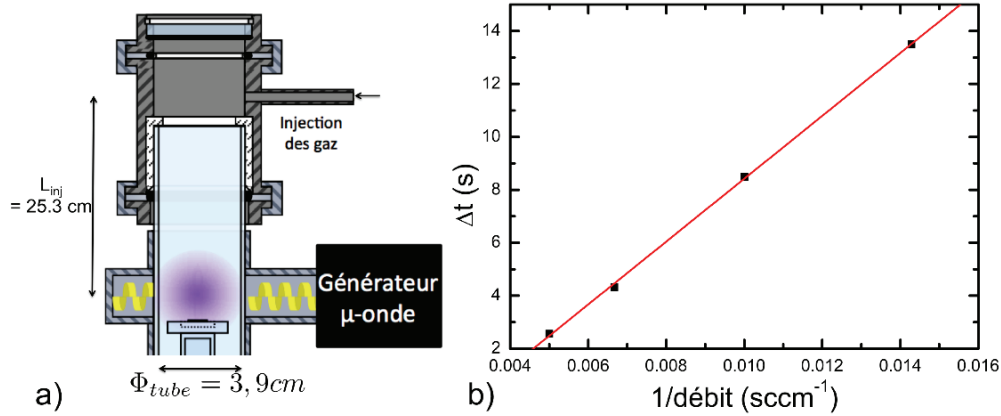 a)
Injection
des gaz
L_inj
= 25.3 cm
Générateur
μ-onde
Φ_tube = 3, 9cm
b)
Δt (s)
14
12
10
8
6
4
2
0.004 0.006 0.008 0.010 0.012 0.014 0.016
1/débit (sccm⁻¹)